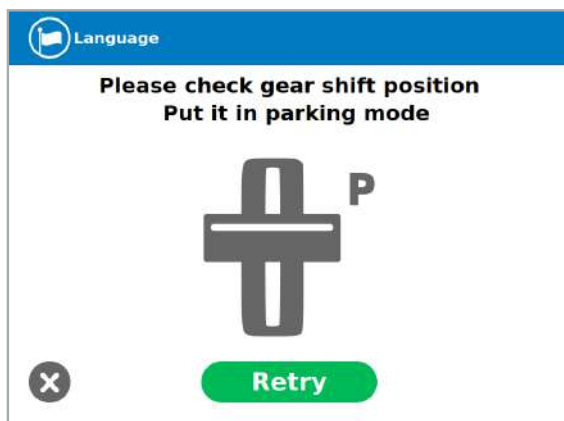 Language
Please check gear shift position
Put it in parking mode
P
Retry